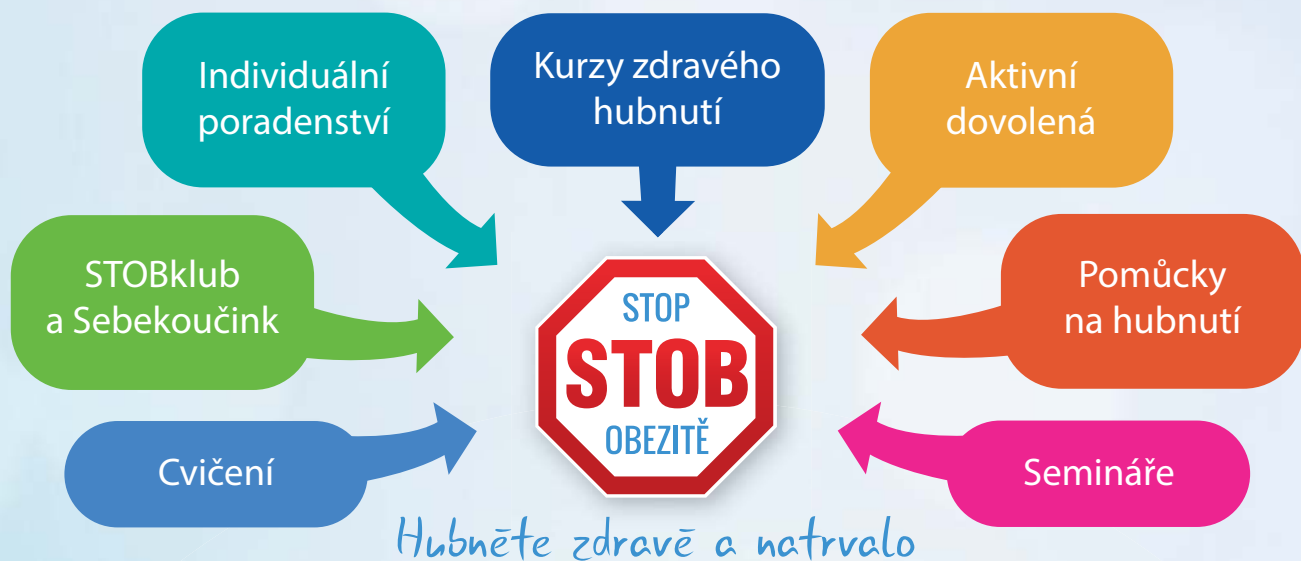 Individuální
poradenství
Kurzy zdravého
hubnutí
Aktivní
dovolená
STOBklub
a Sebekoučink
Pomůcky
na hubnutí
STOP
STOB
OBEZITĚ
Cvičení
Semináře
Hubněte zdravě a natrvalo